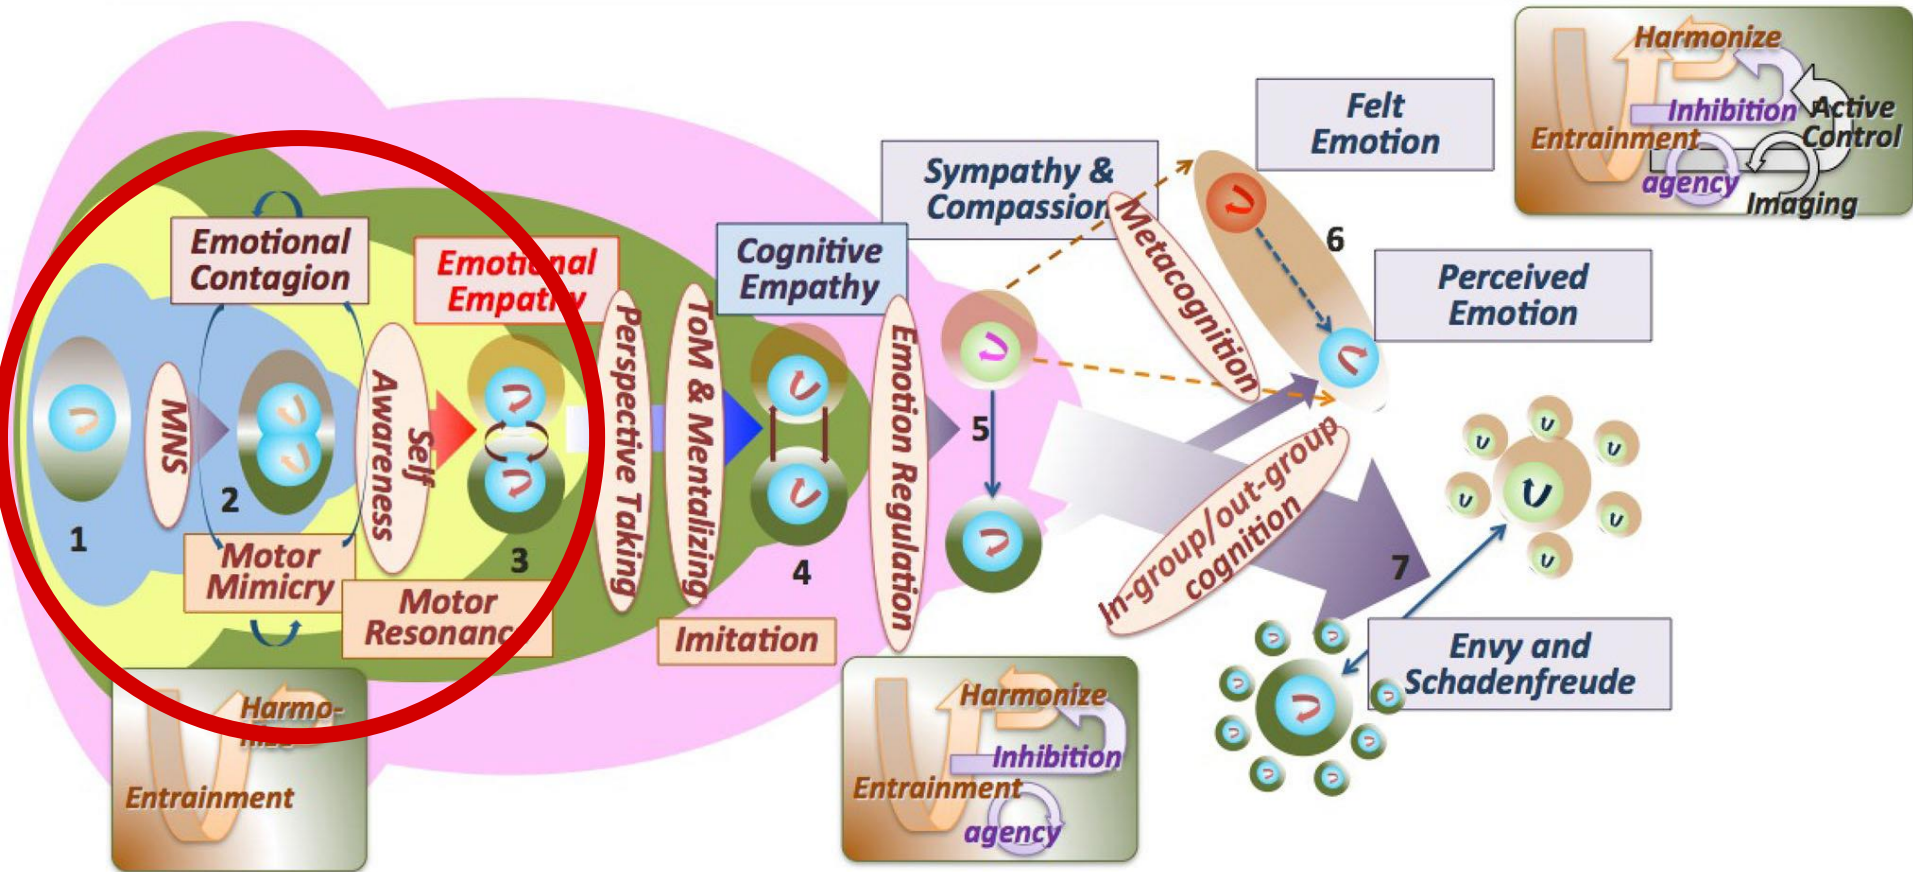 Emotional
Contagion
Emotional
Empathy
MNS
Self
Awareness
1
2
3
Motor
Mimicry
Motor
Resonanc
Harmo-
Entrainment
Perspective Taking
ToM & Mentalizing
Cognitive
Empathy
4
Imitation
Emotion Regulation
Sympathy &
Compassion
5
Harmonize
Inhibition
Entrainment
agency
Metacognition
Felt
Emotion
6
Perceived
Emotion
In-group/out-group
cognition
7
Envy and
Schadenfreude
Harmonize
Inhibition
Active
Control
Entrainment
agency
Imaging